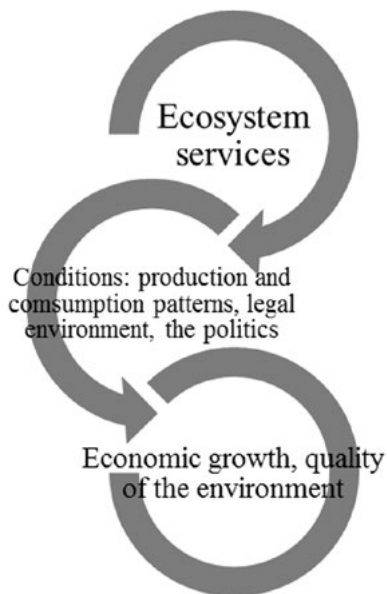 Ecosystem
services
Conditions: production and
comsumption patterns, legal
environment, the politics
Economic growth, quality
of the environment